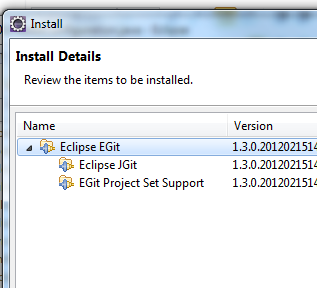 Install
Install Details
Review the items to be installed.
Name Version
Eclipse EGit 1.3.0.2012021514
Eclipse JGit 1.3.0.2012021514
EGit Project Set Support 1.3.0.2012021514